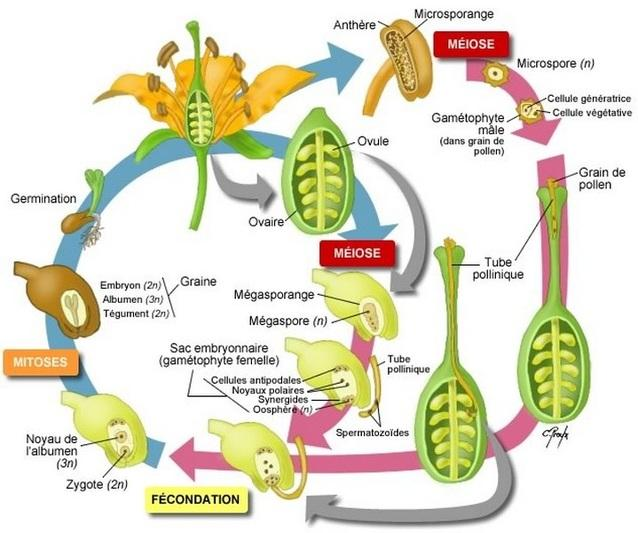 Anthère
Microsporange
MÉIOSE
Microspore (n)
Cellule génératrice
Cellule végétative
Gamétophyte
mâle
(dans grain de
pollen)
Ovule
Ovaire
Grain de
pollen
Germination
MÉIOSE
Tube
pollinique
Embryon (2n)
Albumen (3n)
Tégument (2n)
Graine
Mégasporange
Mégaspore (n)
MITOSES
Sac embryonnaire
(gamétophyte femelle)
Cellules antipodales
Noyaux polaires
Synergides
Oosphère (n)
Tube
pollinique
Spermatozoïdes
Noyau de
l'albumen
(3n)
Zygote (2n)
FÉCONDATION